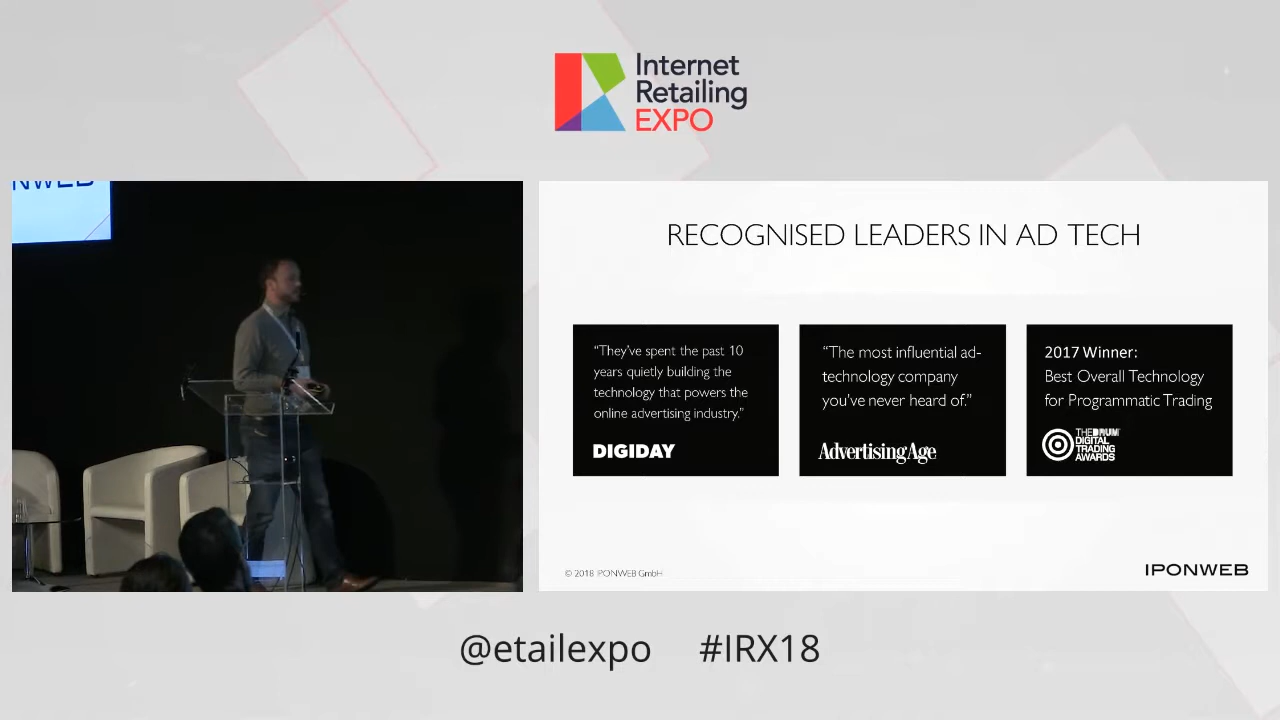 Internet
Retailing
EXPO
NWEB
RECOGNISED LEADERS IN AD TECH
“They’ve spent the past 10
years quietly building the
technology that powers the
online advertising industry.”
DIGIDAY
“The most influential ad-
technology company
you’ve never heard of.”
Advertising Age
2017 Winner:
Best Overall Technology
for Programmatic Trading
THE DRUM
DIGITAL
TRADING
AWARDS
© 2018 IPONWEB GmbH
IPONWEB
@etailexpo #IRX18